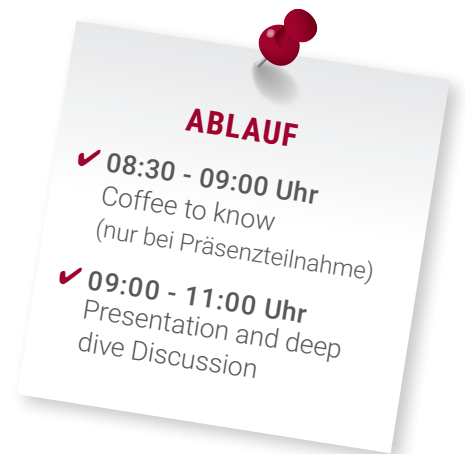 ABLAUF
✔ 08:30 - 09:00 Uhr
Coffee to know
(nur bei Präsenzteilnahme)
✔ 09:00 - 11:00 Uhr
Presentation and deep
dive Discussion